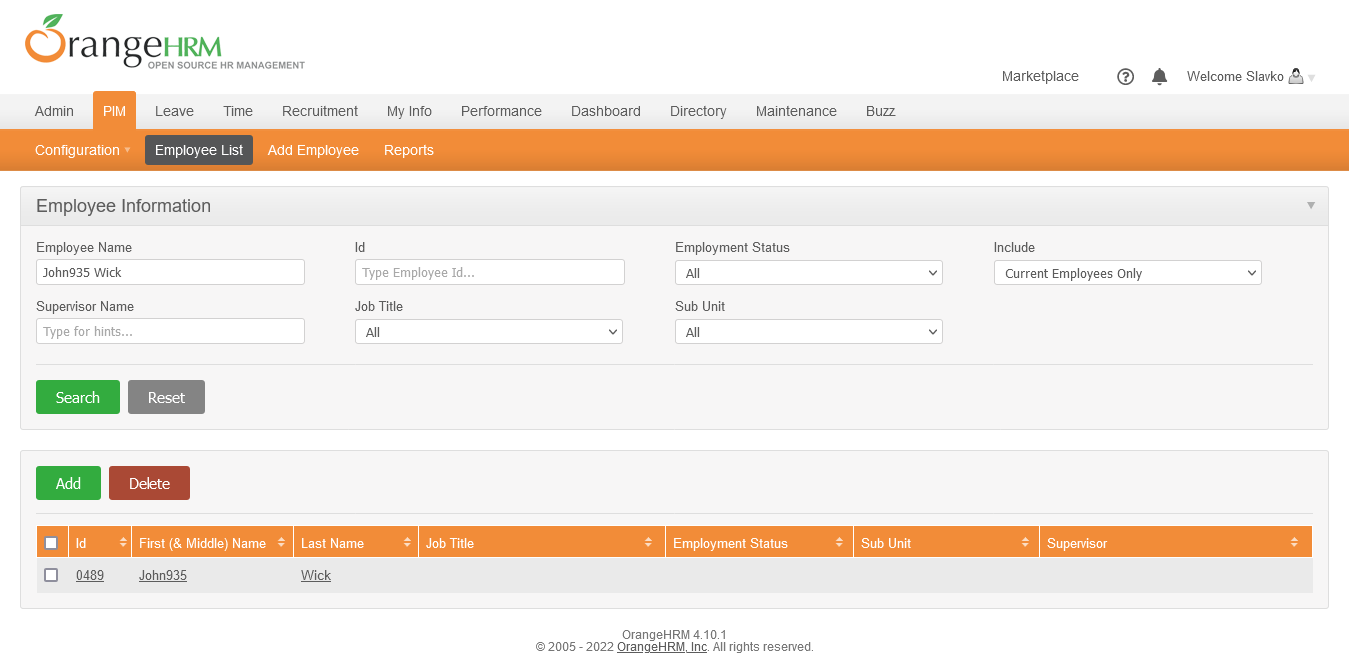 OrangeHRM
OPEN SOURCE HR MANAGEMENT
Marketplace Welcome Slavko
Admin PIM Leave Time Recruitment My Info Performance Dashboard Directory Maintenance Buzz
Configuration Employee List Add Employee Reports
Employee Information
Employee Name Id Employment Status Include
John935 Wick Type Employee Id... All Current Employees Only
Supervisor Name Job Title Sub Unit
Type for hints... All All
Search Reset
Add Delete
Id First (& Middle) Name Last Name Job Title Employment Status Sub Unit Supervisor
0489 John935 Wick
OrangeHRM 4.10.1
© 2005 - 2022 OrangeHRM, Inc. All rights reserved.